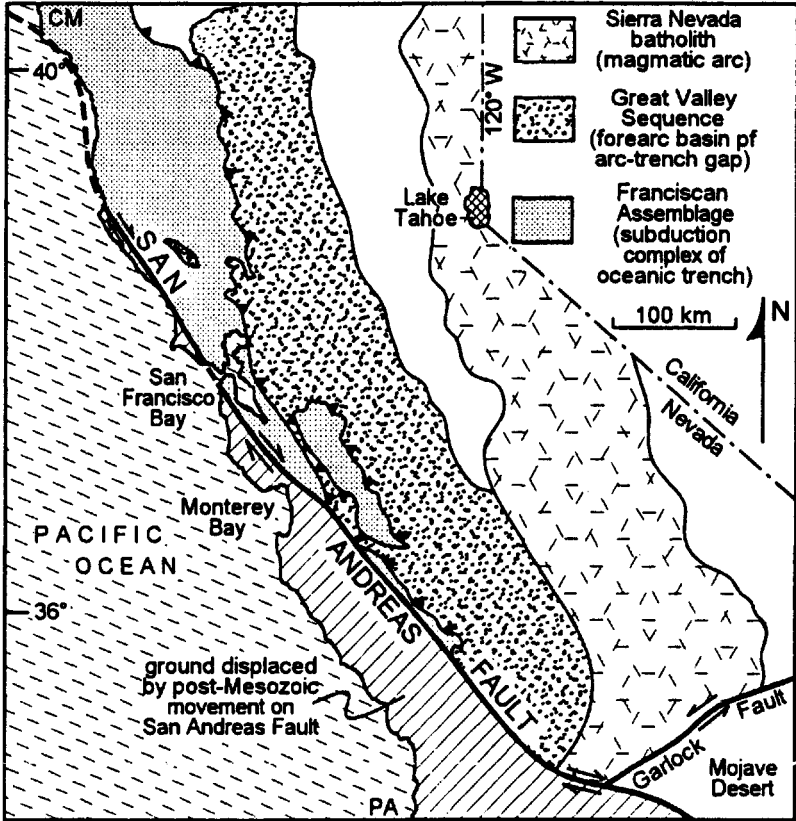 CM
40°
120° W
Sierra Nevada
batholith
(magmatic arc)
Great Valley
Sequence
(forearc basin pf
arc-trench gap)
Franciscan
Assemblage
(subduction
complex of
oceanic trench)
Lake
Tahoe
100 km
N
California
Nevada
SAN
ANDREAS
FAULT
San
Francisco
Bay
Monterey
Bay
PACIFIC
OCEAN
36°
ground displaced
by post-Mesozoic
movement on
San Andreas Fault
Garlock
Fault
Mojave
Desert
PA